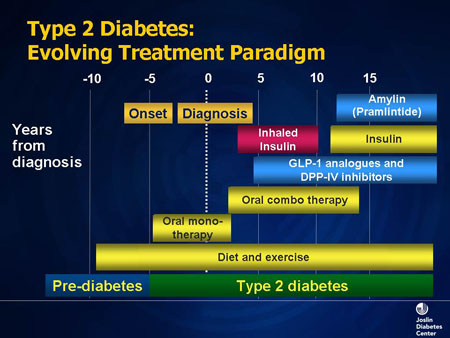 Type 2 Diabetes:
Evolving Treatment Paradigm
-10 -5 0 5 10 15
Years
from
diagnosis
Onset
Diagnosis
Amylin
(Pramlintide)
Inhaled
Insulin
Insulin
GLP-1 analogues and
DPP-IV inhibitors
Oral combo therapy
Oral mono-
therapy
Diet and exercise
Pre-diabetes
Type 2 diabetes
Joslin
Diabetes
Center